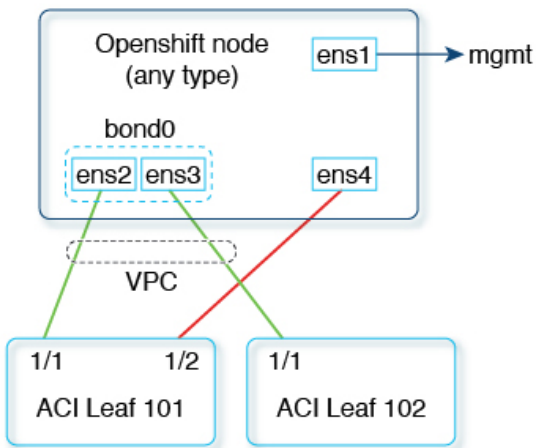 Openshift node
(any type)
ens1
mgmt
bond0
ens2
ens3
ens4
VPC
1/1
1/2
ACI Leaf 101
1/1
ACI Leaf 102